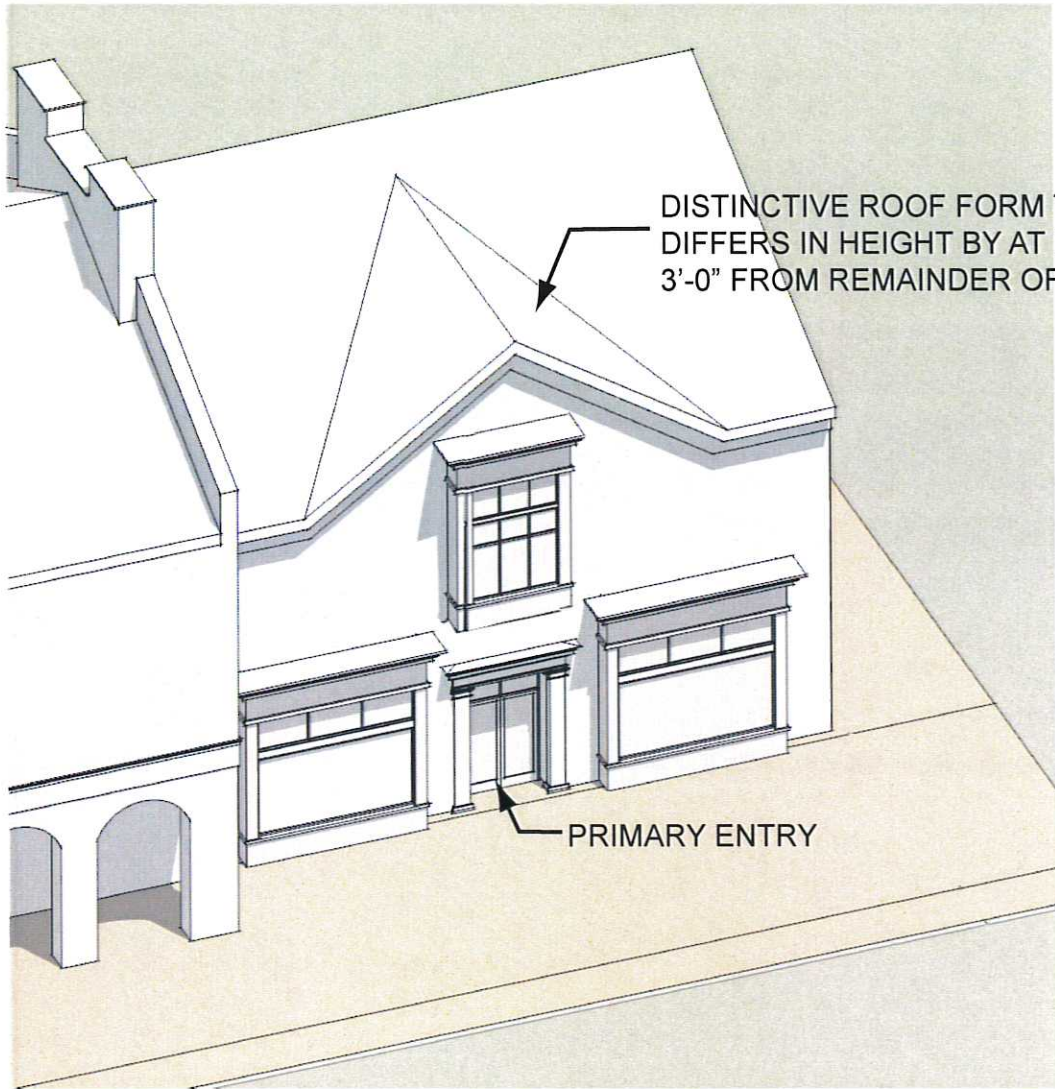 DISTINCTIVE ROOF FORM
DIFFERS IN HEIGHT BY AT
3’-0” FROM REMAINDER OF
PRIMARY ENTRY